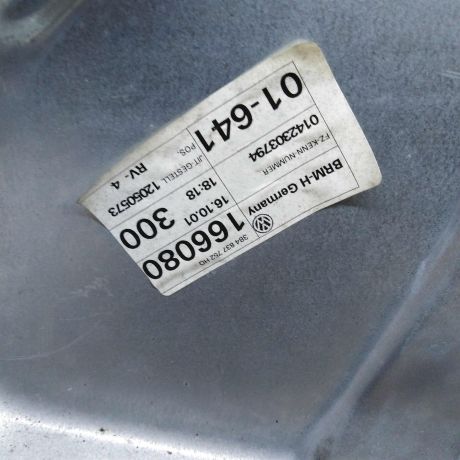 BRM-H Germany
FZ-KENN-NUMMER
0142303794
POS.
01-641
166080
3B4 837 752 HG
16.10.01
18:18
300
JIT-GESTELL 12050573
RV- 4